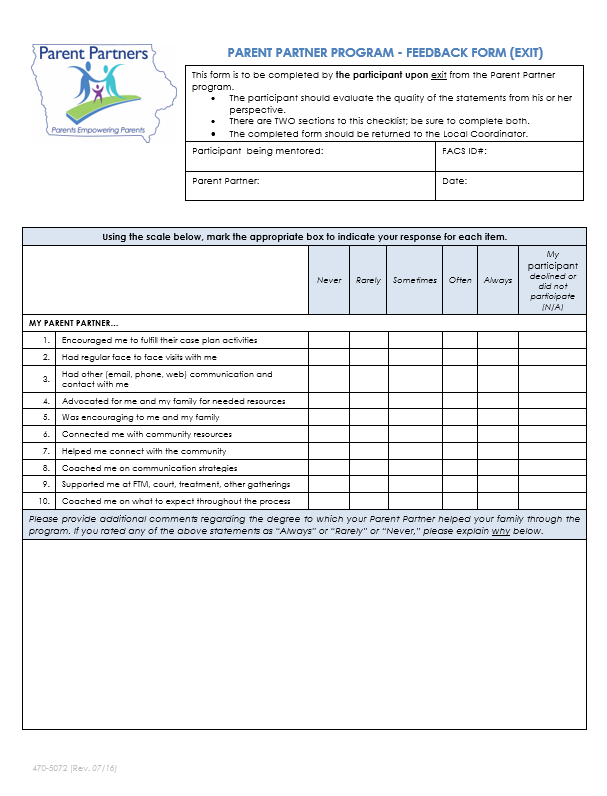 Parent Partners
Parents Empowering Parents
PARENT PARTNER PROGRAM - FEEDBACK FORM (EXIT)
This form is to be completed by the participant upon exit from the Parent Partner
program.
• The participant should evaluate the quality of the statements from his or her
perspective.
• There are TWO sections to this checklist; be sure to complete both.
• The completed form should be returned to the Local Coordinator.
Participant being mentored:
FACS ID#:
Parent Partner:
Date:
Using the scale below, mark the appropriate box to indicate your response for each item.
Never
Rarely
Sometimes
Often
Always
My
participant
declined or
did not
participate
(N/A)
MY PARENT PARTNER…
1. Encouraged me to fulfill their case plan activities
2. Had regular face to face visits with me
3. Had other (email, phone, web) communication and
contact with me
4. Advocated for me and my family for needed resources
5. Was encouraging to me and my family
6. Connected me with community resources
7. Helped me connect with the community
8. Coached me on communication strategies
9. Supported me at FTM, court, treatment, other gatherings
10. Coached me on what to expect throughout the process
Please provide additional comments regarding the degree to which your Parent Partner helped your family through the
program. If you rated any of the above statements as “Always” or “Rarely” or “Never,” please explain why below.
470-5072 (Rev. 07/16)